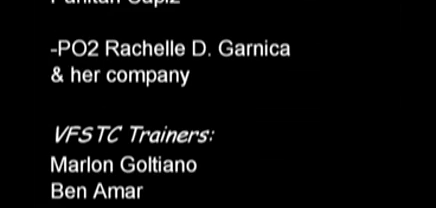 -PO2 Rachelle D. Garnica
& her company
VFSTC Trainers:
Marlon Goltiano
Ben Amar